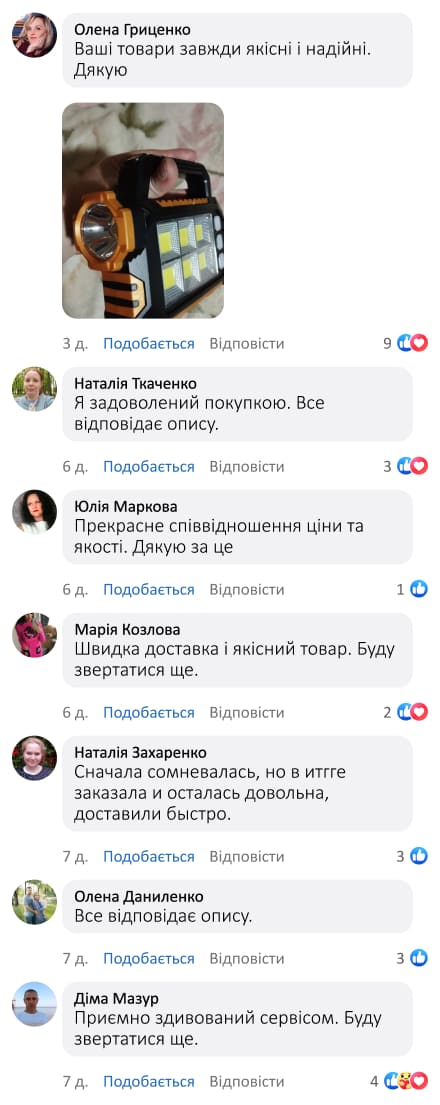 Олена Гриценко
Ваші товари завжди якісні і надійні.
Дякую
3 д. Подобається Відповісти 9
Наталія Ткаченко
Я задоволений покупкою. Все
відповідає опису.
6 д. Подобається Відповісти 3
Юлія Маркова
Прекрасне співвідношення ціни та
якості. Дякую за це
6 д. Подобається Відповісти 1
Марія Козлова
Швидка доставка і якісний товар. Буду
звертатися ще.
6 д. Подобається Відповісти 2
Наталія Захаренко
Сначала сомневалась, но в итгге
заказала и осталась довольна,
доставили быстро.
7 д. Подобається Відповісти 3
Олена Даниленко
Все відповідає опису.
7 д. Подобається Відповісти 3
Діма Мазур
Приємно здивований сервісом. Буду
звертатися ще.
7 д. Подобається Відповісти 4